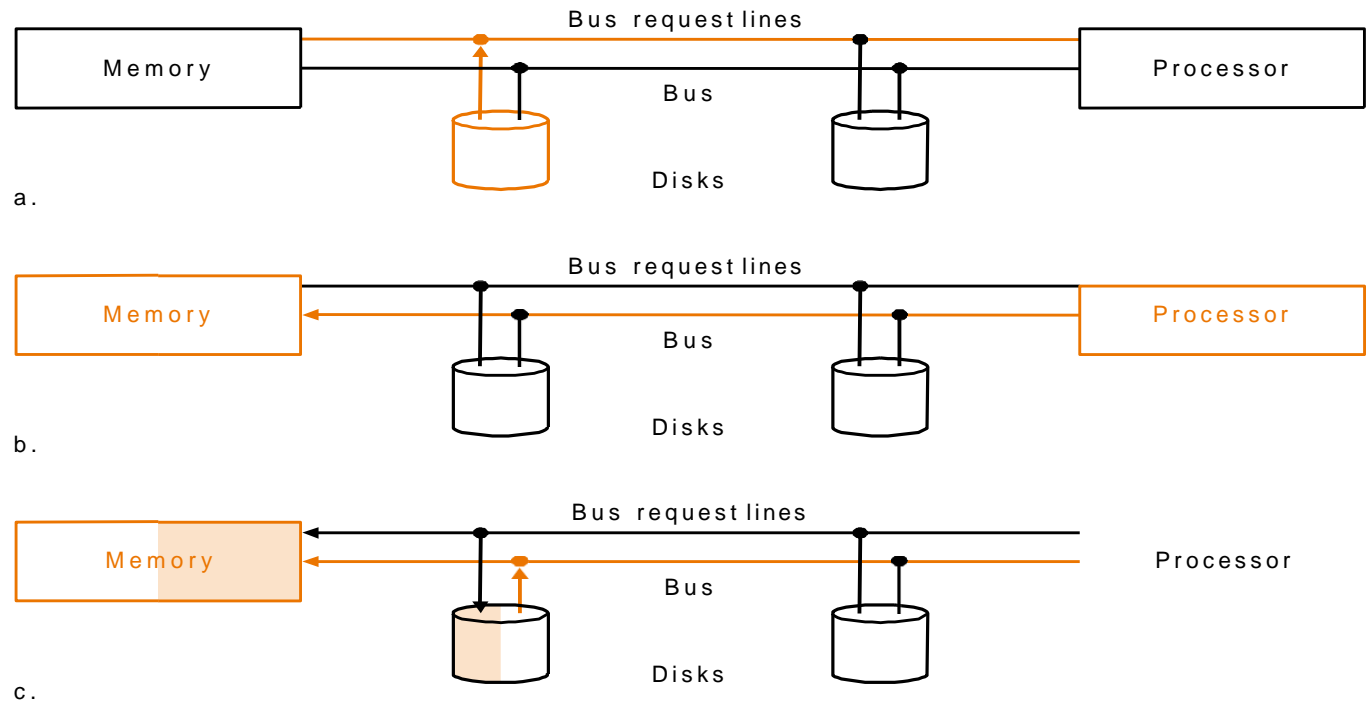 Bus request lines
Memory
Processor
Bus
Disks
a.
Bus request lines
Memory
Processor
Bus
Disks
b.
Bus request lines
Memory
Processor
Bus
Disks
c.